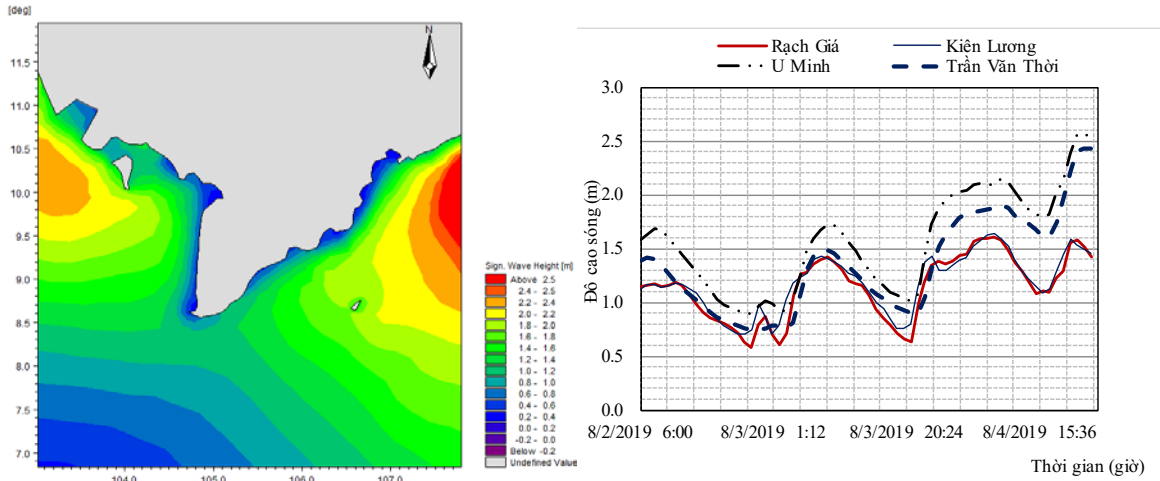 [deg]
N
11.5
11.0
10.5
10.0
9.5
9.0
8.5
8.0
7.5
7.0
104.0 105.0 106.0 107.0
Sign. Wave Height [m]
Above 2.5
2.4 - 2.5
2.2 - 2.4
2.0 - 2.2
1.8 - 2.0
1.6 - 1.8
1.4 - 1.6
1.2 - 1.4
1.0 - 1.2
0.8 - 1.0
0.6 - 0.8
0.4 - 0.6
0.2 - 0.4
0.0 - 0.2
-0.2 - 0.0
Below -0.2
Undefined Value
Rạch Giá Kiên Lương
U Minh Trần Văn Thời
Độ cao sóng (m)
3.0
2.5
2.0
1.5
1.0
0.5
0.0
8/2/2019 6:00 8/3/2019 1:12 8/3/2019 20:24 8/4/2019 15:36
Thời gian (giờ)